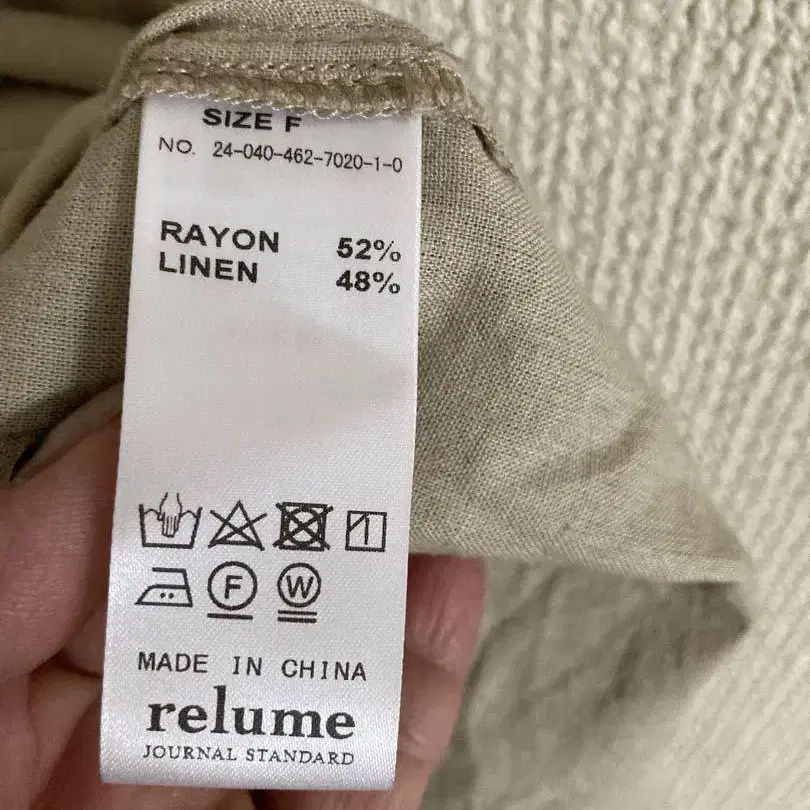 SIZE F
NO. 24-040-462-7020-1-0
RAYON 52%
LINEN 48%
F W
MADE IN CHINA
relume
JOURNAL STANDARD